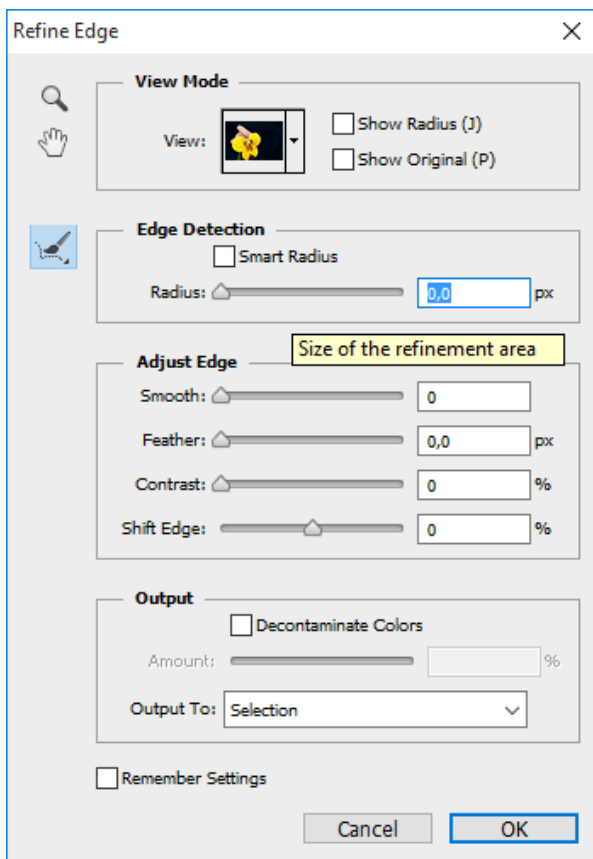 Refine Edge
View Mode
View:
Show Radius (J)
Show Original (P)
Edge Detection
Smart Radius
Radius: 0,0 px
Size of the refinement area
Adjust Edge
Smooth: 0
Feather: 0,0 px
Contrast: 0 %
Shift Edge: 0 %
Output
Decontaminate Colors
Amount: %
Output To: Selection
Remember Settings
Cancel OK